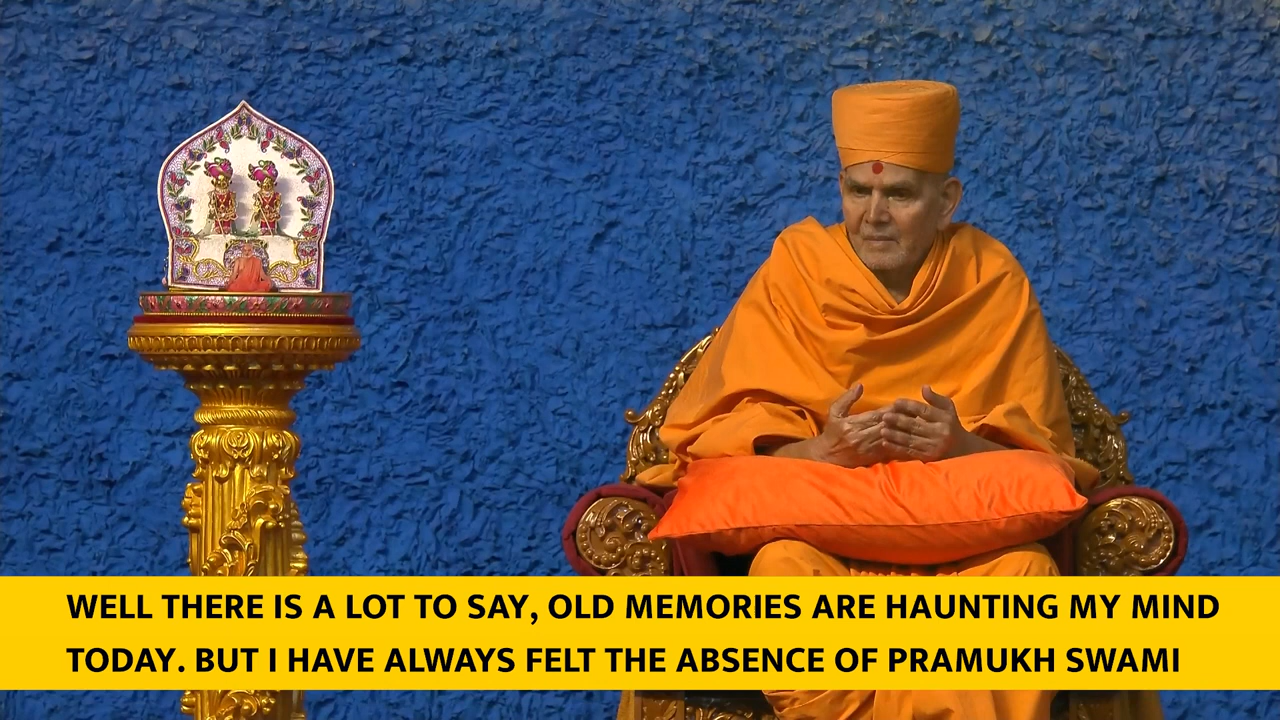 WELL THERE IS A LOT TO SAY, OLD MEMORIES ARE HAUNTING MY MIND
TODAY. BUT I HAVE ALWAYS FELT THE ABSENCE OF PRAMUKH SWAMI